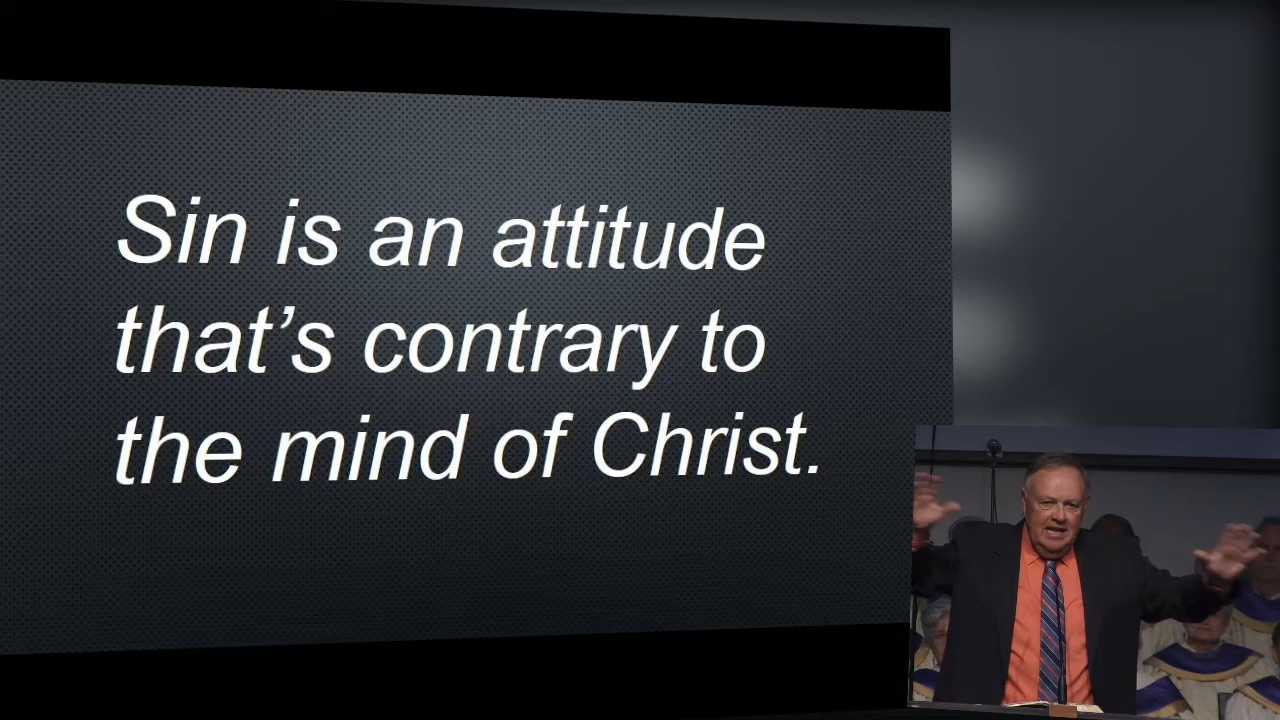 Sin is an attitude
that’s contrary to
the mind of Christ.